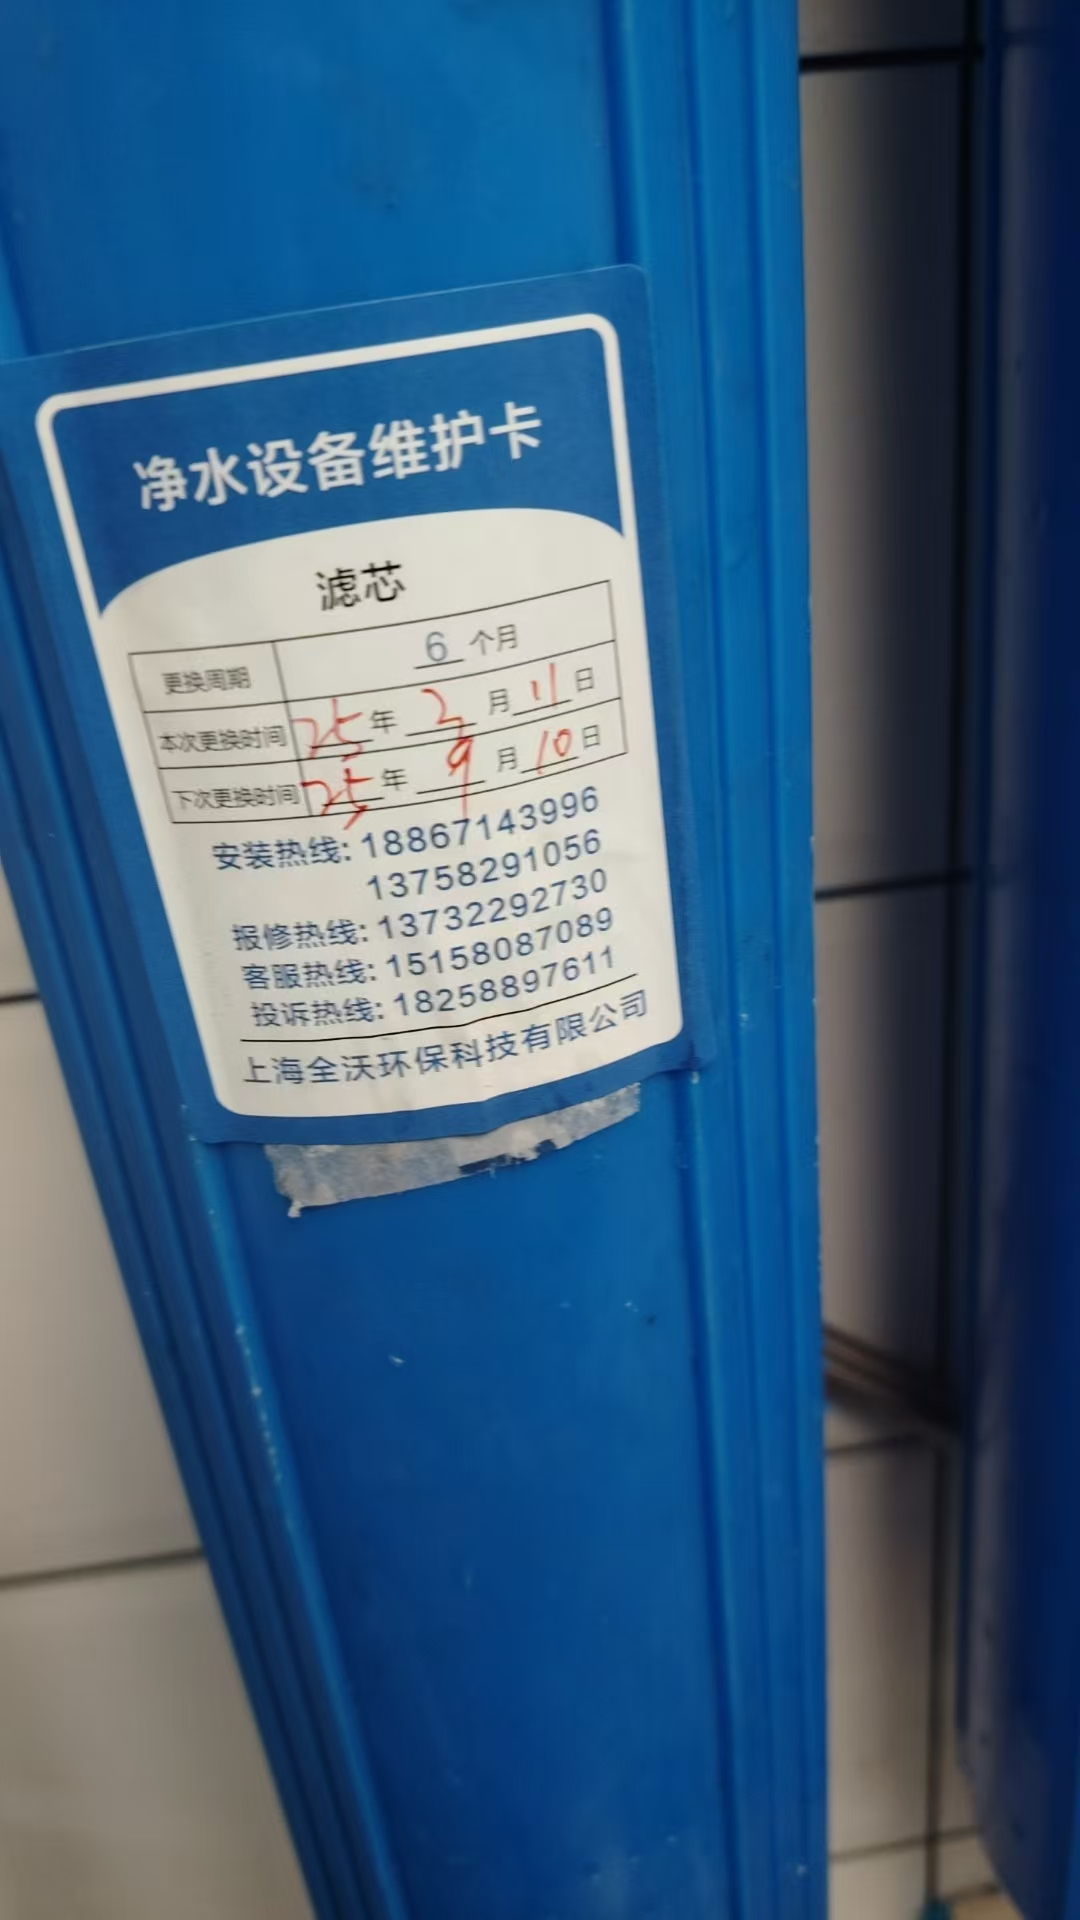 净水设备维护卡
滤芯
更换周期 6 个月
本次更换时间 25 年 3 月 11 日
下次更换时间 25 年 9 月 10 日
安装热线: 18867143996
13758291056
报修热线: 13732292730
客服热线: 15158087089
投诉热线: 18258897611
上海全沃环保科技有限公司